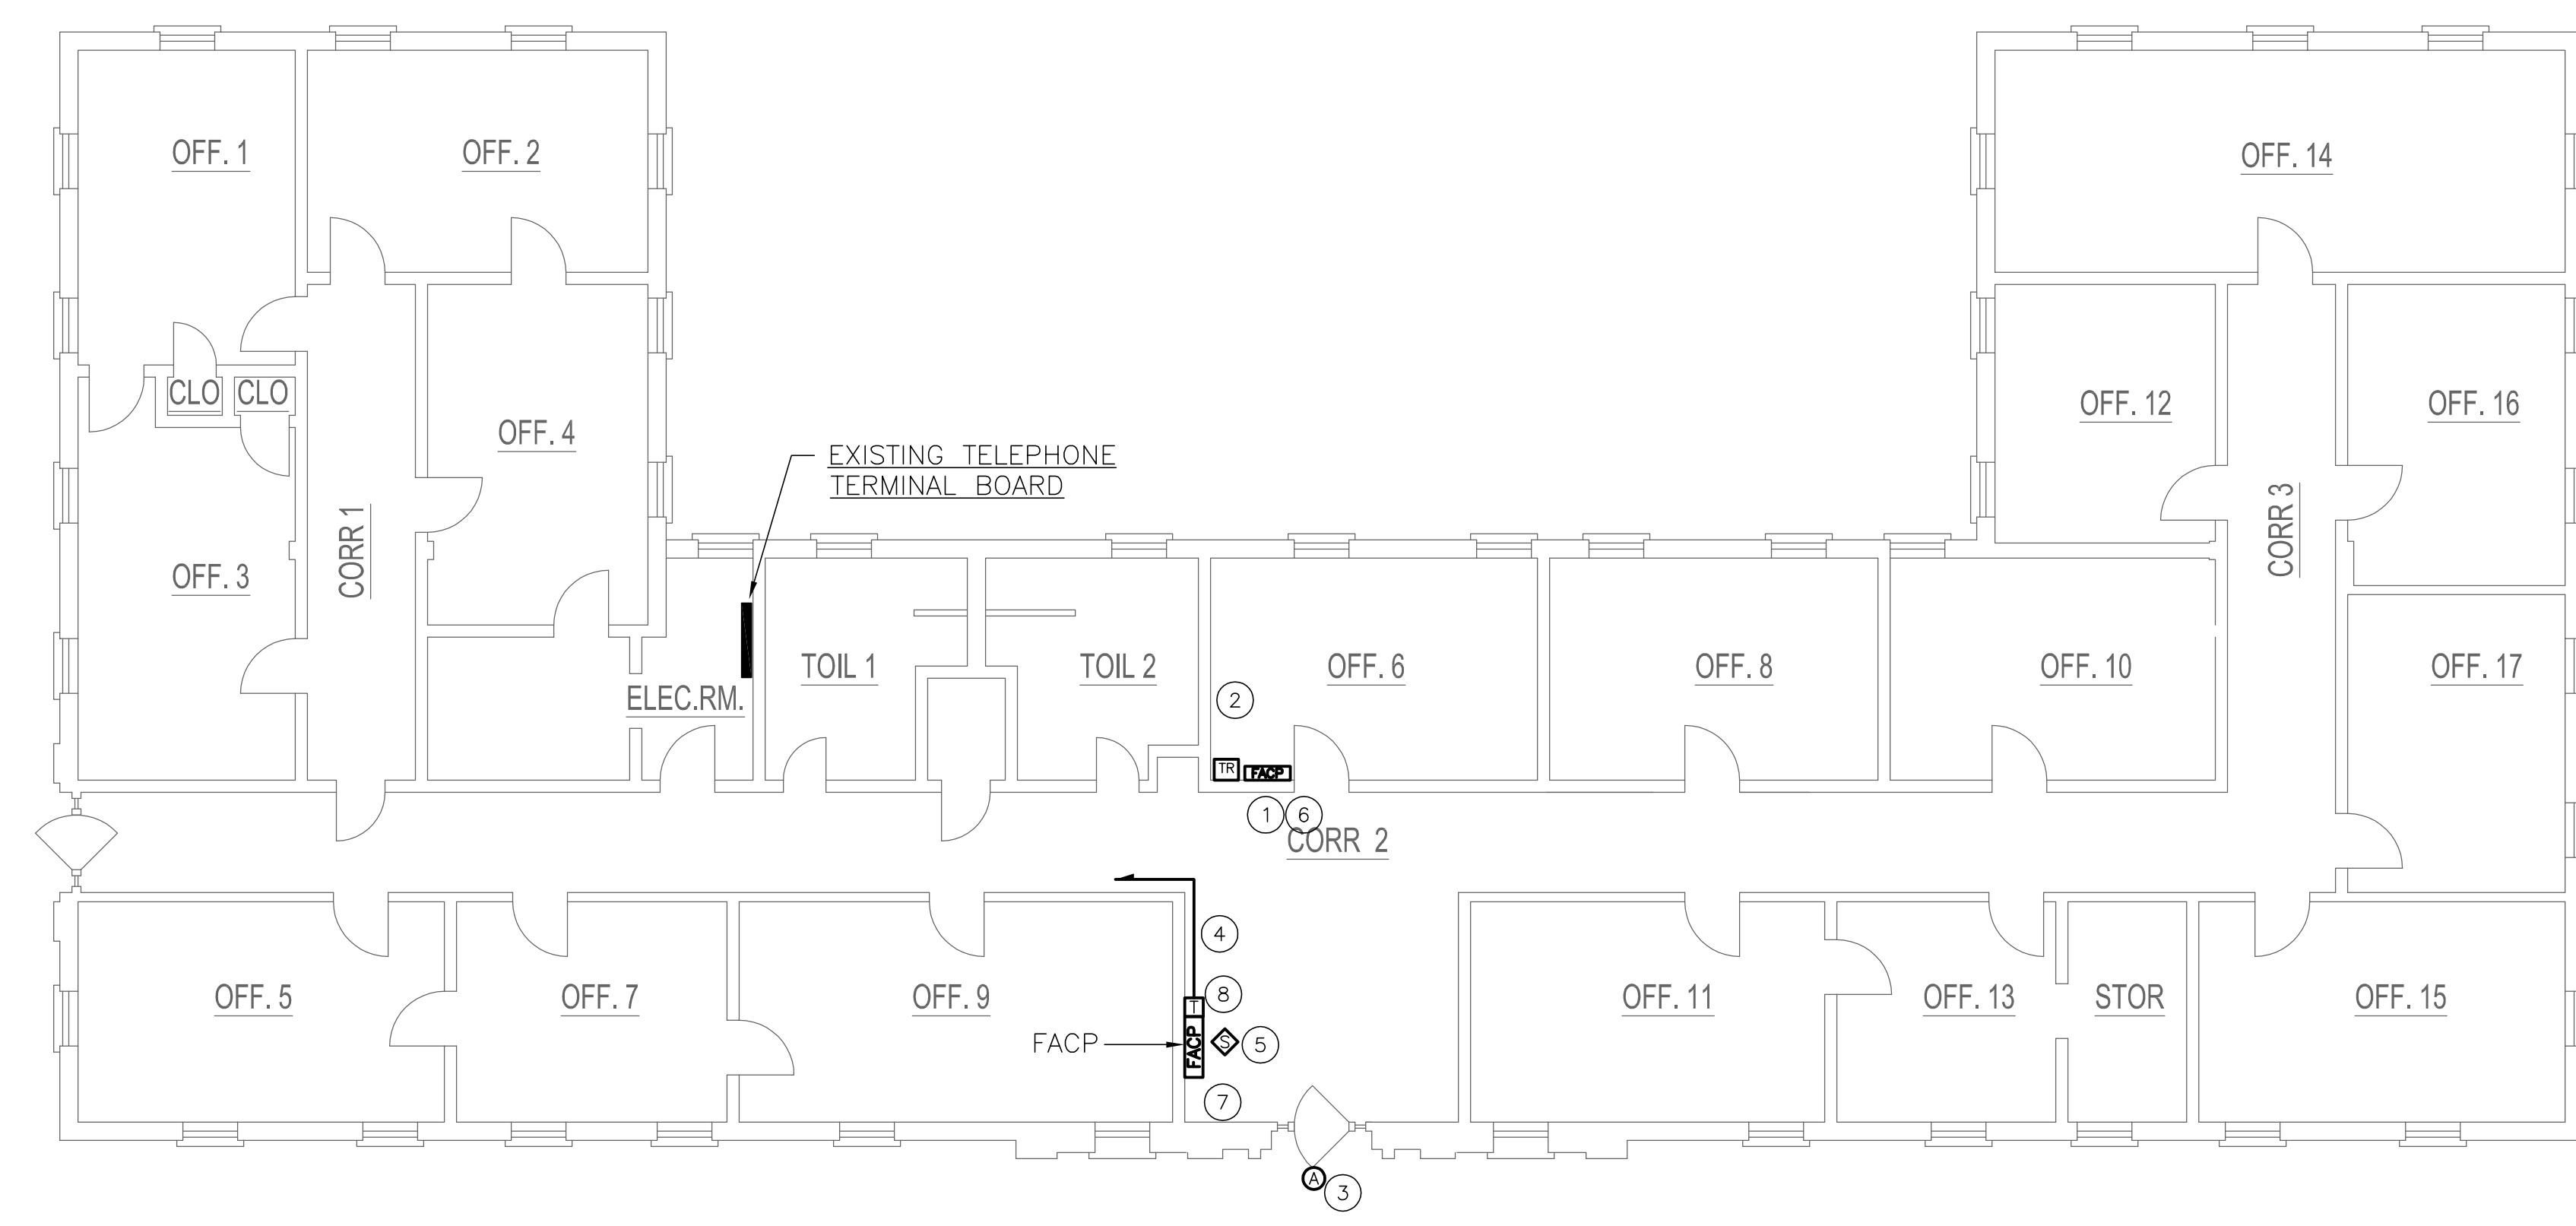 OFF. 1
OFF. 2
OFF. 14
CLO
CLO
OFF. 12
OFF. 16
OFF. 4
EXISTING TELEPHONE
TERMINAL BOARD
CORR 1
CORR 3
OFF. 3
TOIL 1
TOIL 2
OFF. 6
OFF. 8
OFF. 10
OFF. 17
ELEC.RM.
2
TR
FACP
1
6
CORR 2
4
OFF. 5
OFF. 7
OFF. 9
T
8
OFF. 11
OFF. 13
STOR
OFF. 15
FACP
FACP
S
5
7
A
3